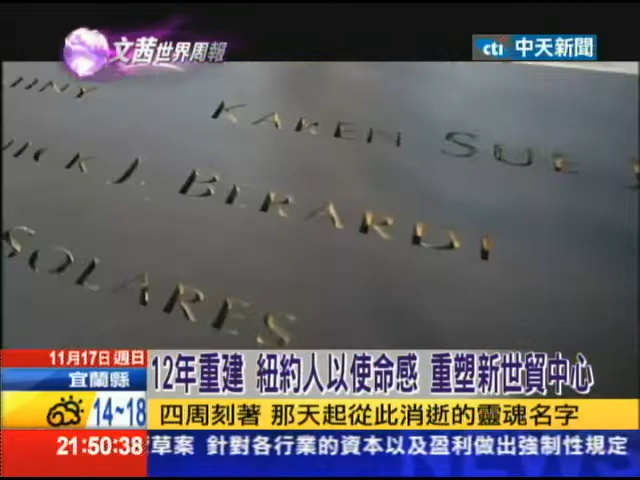 文茜世界周報
cti 中天新聞
KAREN SUE
J. BERARDI
SOLARES
11月17日 週日
12年重建 紐約人以使命感 重塑新世貿中心
宜蘭縣
14~18
四周刻著 那天起從此消逝的靈魂名字
21:50:38
草案 針對各行業的資本以及盈利做出強制性規定
NEWS